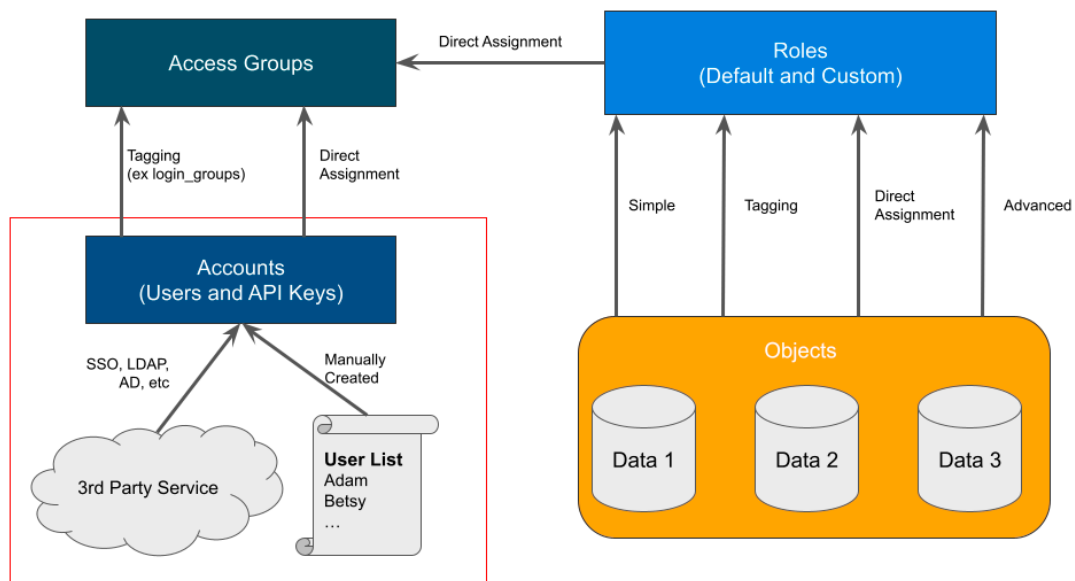 Access Groups
Direct Assignment
Roles
(Default and Custom)
Tagging
(ex login_groups)
Direct
Assignment
Simple
Tagging
Direct
Assignment
Advanced
Accounts
(Users and API Keys)
SSO, LDAP,
AD, etc
Manually
Created
3rd Party Service
User List
Adam
Betsy
…
Objects
Data 1
Data 2
Data 3